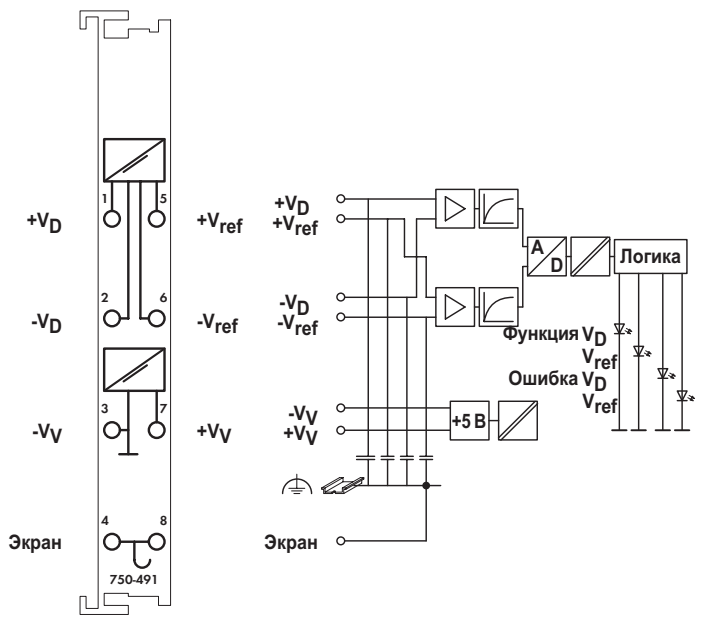 1 5
+VD +Vref
2 6
-VD -Vref
3 7
-VV +VV
4 8
Экран
750-491
+VD
+Vref
-VD
-Vref
-VV
+VV
Экран
A
D
Логика
Функция VD
Vref
Ошибка VD
Vref
+5 В